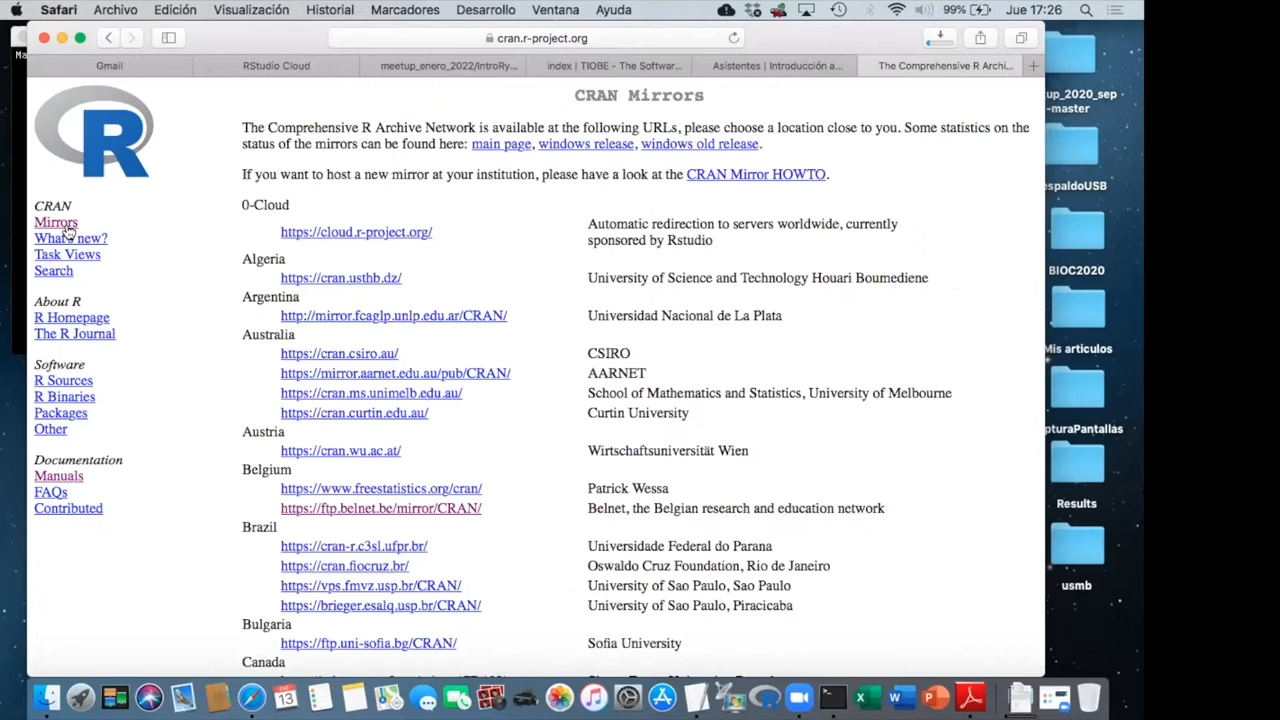 Safari Archivo Edición Visualización Historial Marcadores Desarrollo Ventana Ayuda 99% Jue 17:26
cran.r-project.org
Gmail RStudio Cloud meetup_enero_2022/IntroRy... index | TIOBE - The Softwar... Asistentes | Introducción a... The Comprehensive R Archi...
R
CRAN
Mirrors
What's new?
Task Views
Search
About R
R Homepage
The R Journal
Software
R Sources
R Binaries
Packages
Other
Documentation
Manuals
FAQs
Contributed
CRAN Mirrors
The Comprehensive R Archive Network is available at the following URLs, please choose a location close to you. Some statistics on the
status of the mirrors can be found here: main page, windows release, windows old release.
If you want to host a new mirror at your institution, please have a look at the CRAN Mirror HOWTO.
0-Cloud
https://cloud.r-project.org/ Automatic redirection to servers worldwide, currently
sponsored by Rstudio
Algeria
https://cran.usthb.dz/ University of Science and Technology Houari Boumediene
Argentina
http://mirror.fcaglp.unlp.edu.ar/CRAN/ Universidad Nacional de La Plata
Australia
https://cran.csiro.au/ CSIRO
https://mirror.aarnet.edu.au/pub/CRAN/ AARNET
https://cran.ms.unimelb.edu.au/ School of Mathematics and Statistics, University of Melbourne
https://cran.curtin.edu.au/ Curtin University
Austria
https://cran.wu.ac.at/ Wirtschaftsuniversität Wien
Belgium
https://www.freestatistics.org/cran/ Patrick Wessa
https://ftp.belnet.be/mirror/CRAN/ Belnet, the Belgian research and education network
Brazil
https://cran-r.c3sl.ufpr.br/ Universidade Federal do Parana
https://cran.fiocruz.br/ Oswaldo Cruz Foundation, Rio de Janeiro
https://vps.fmvz.usp.br/CRAN/ University of Sao Paulo, Sao Paulo
https://brieger.esalq.usp.br/CRAN/ University of Sao Paulo, Piracicaba
Bulgaria
https://ftp.uni-sofia.bg/CRAN/ Sofia University
Canada
up_2020_sep
-master
espaldoUSB
BIOC2020
Mis articulos
pturaPantallas
Results
usmb
Ma
13